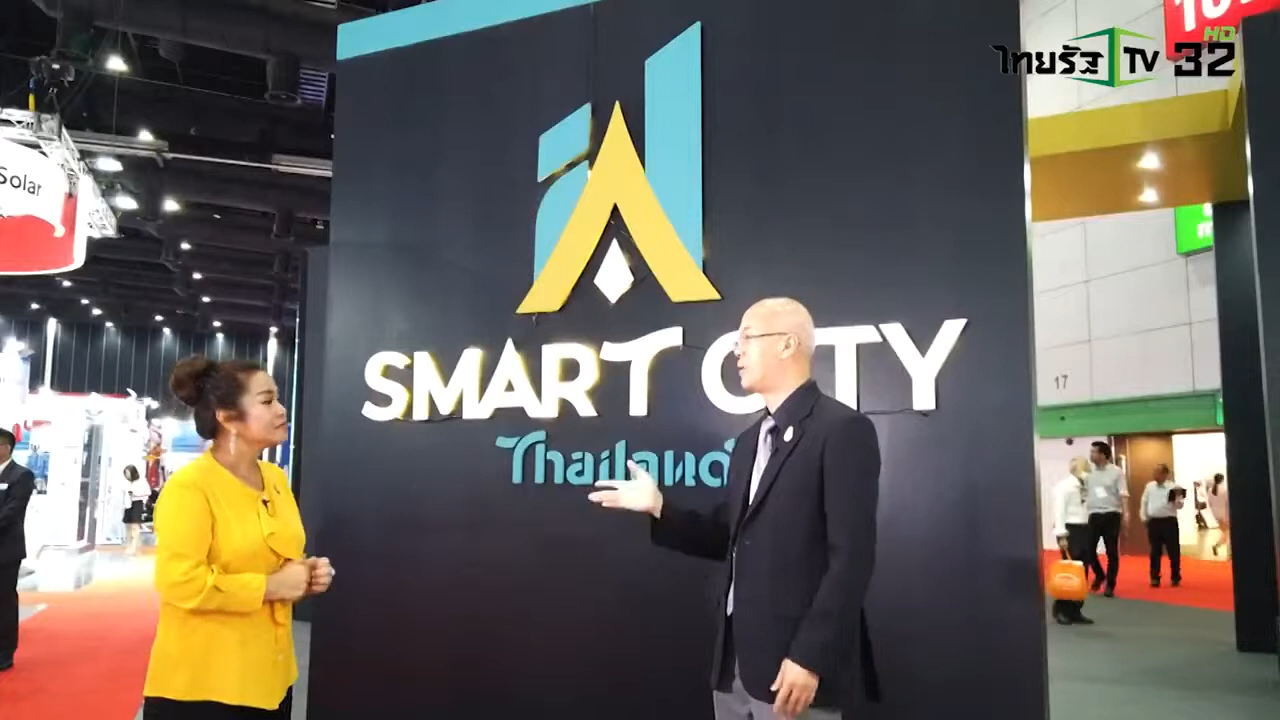 ไทยรัฐ TV HD 32
Solar
SMART CITY
Thailand
17